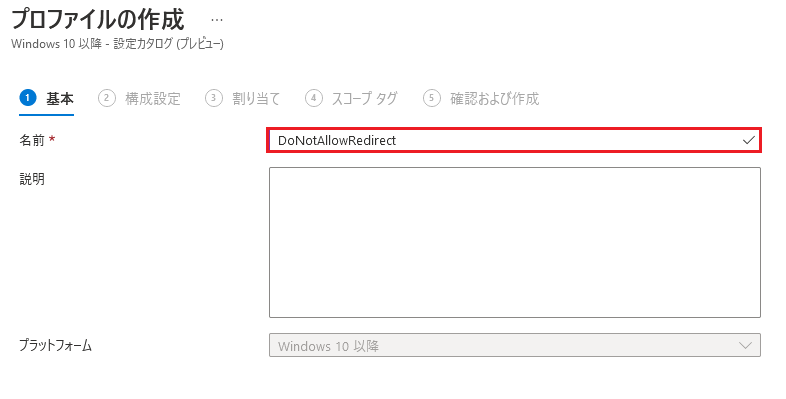 プロファイルの作成 …
Windows 10 以降 - 設定カタログ (プレビュー)
1 基本 2 構成設定 3 割り当て 4 スコープ タグ 5 確認および作成
名前 * DoNotAllowRedirect
説明
プラットフォーム Windows 10 以降